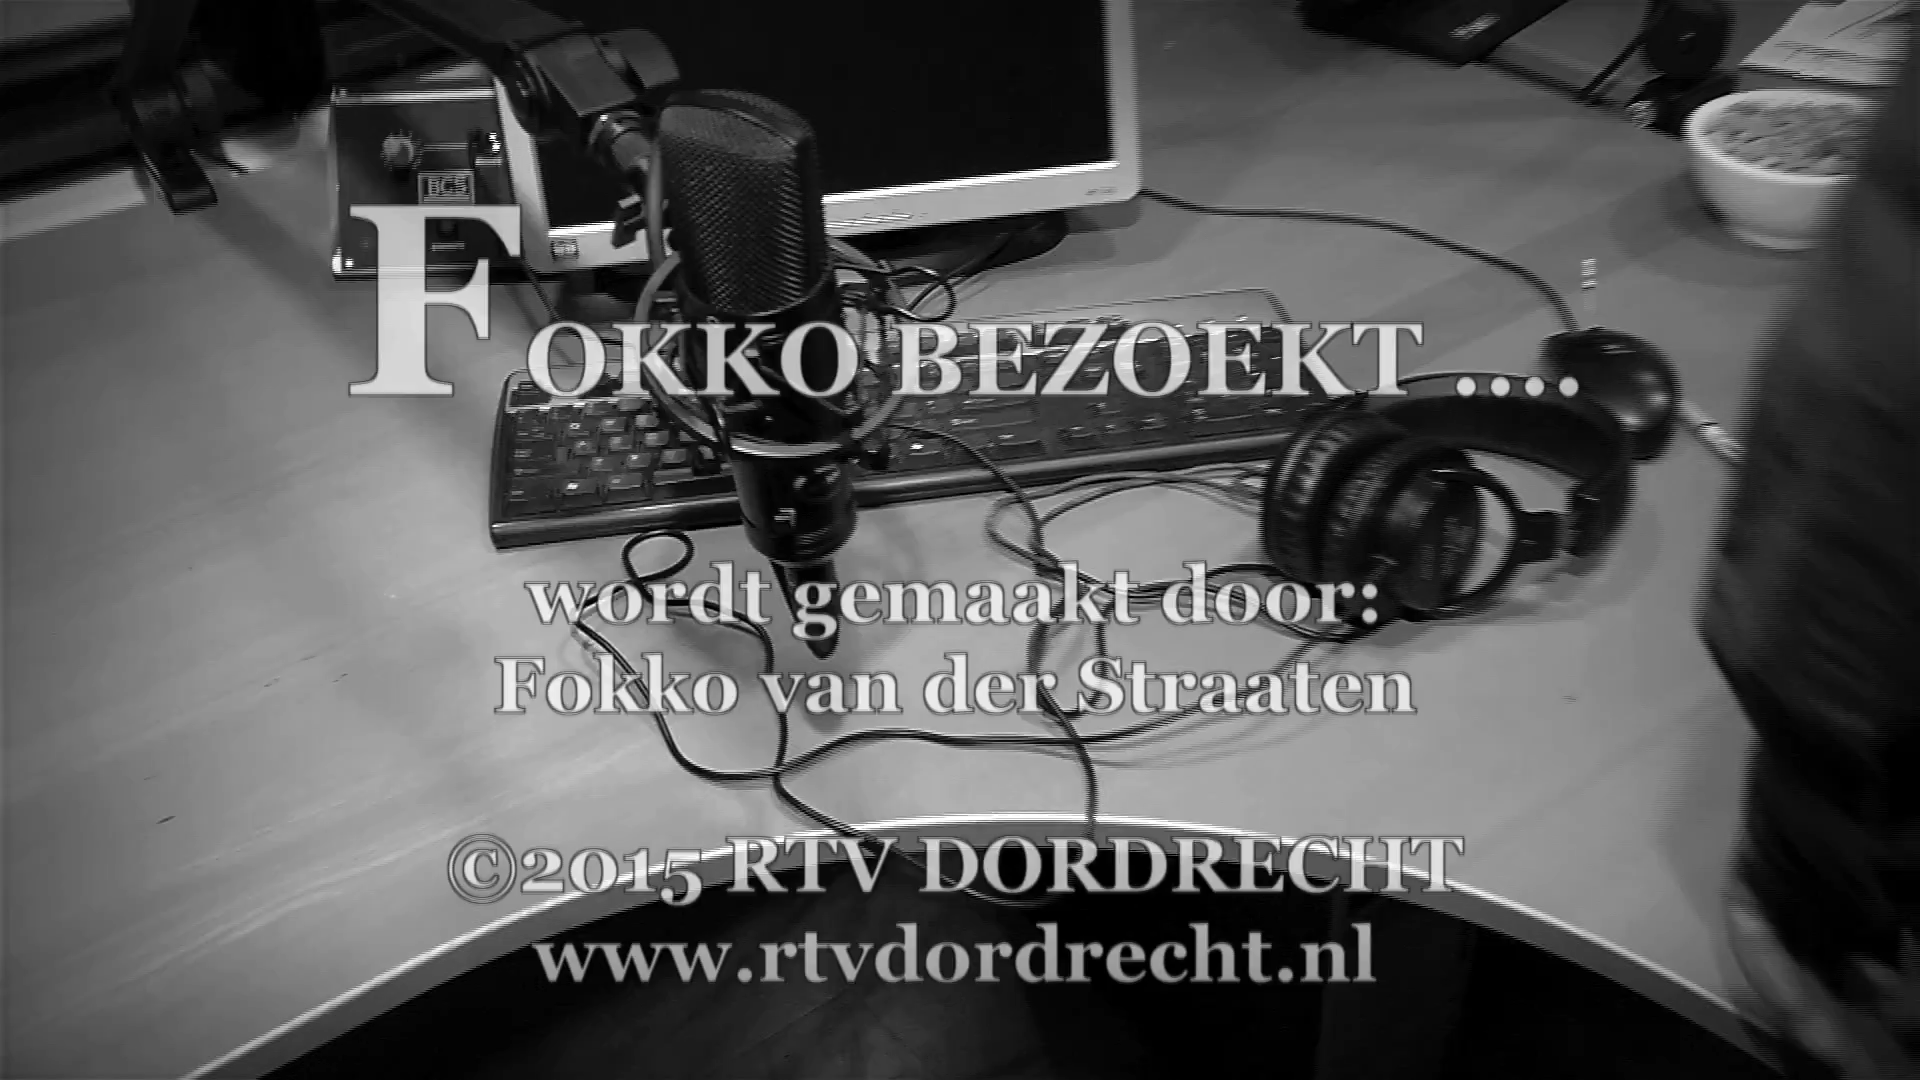 FOKKO BEZOEKT ....
wordt gemaakt door:
Fokko van der Straaten
©2015 RTV DORDRECHT
www.rtvdordrecht.nl